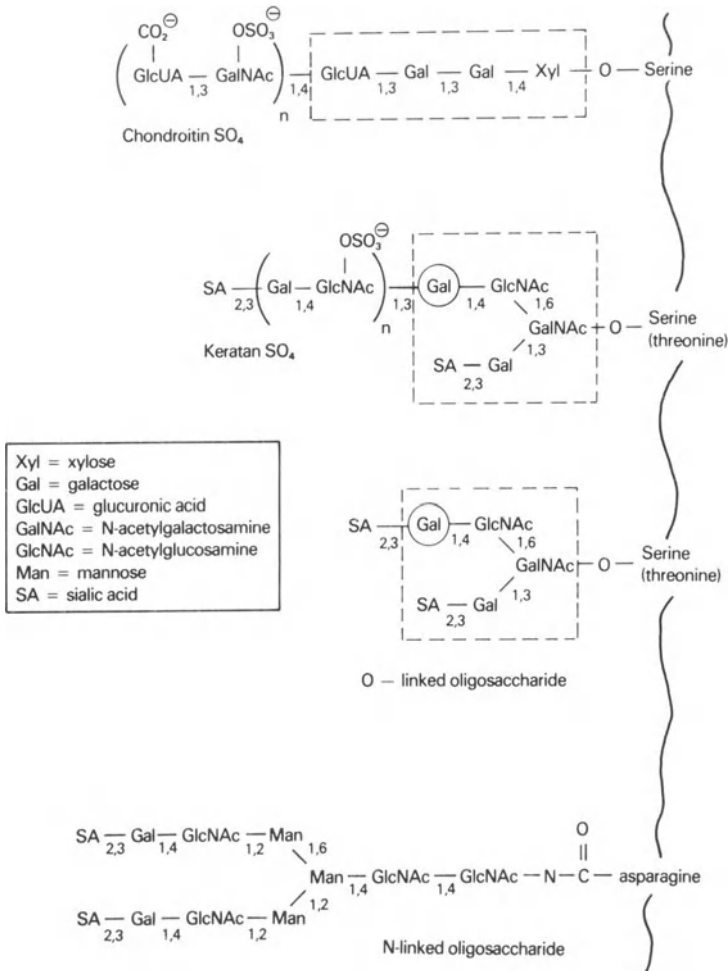 CO₂⊖ OSO₃⊖
GlcUA — GalNAc — GlcUA — Gal — Gal — Xyl — O — Serine
1,3 1,4 1,3 1,3 1,4
n
Chondroitin SO₄
OSO₃⊖
SA — Gal — GlcNAc — Gal — GlcNAc
2,3 1,4 1,3 1,4 1,6
n
GalNAc — O — Serine
(threonine)
1,3
SA — Gal
2,3
Keratan SO₄
Xyl = xylose
Gal = galactose
GlcUA = glucuronic acid
GalNAc = N-acetylgalactosamine
GlcNAc = N-acetylglucosamine
Man = mannose
SA = sialic acid
SA — Gal — GlcNAc
2,3 1,4 1,6
GalNAc — O — Serine
(threonine)
1,3
SA — Gal
2,3
O – linked oligosaccharide
SA — Gal — GlcNAc — Man
2,3 1,4 1,2 1,6
O
Man — GlcNAc — GlcNAc — N — C — asparagine
1,4 1,4
1,2
SA — Gal — GlcNAc — Man
2,3 1,4 1,2
N-linked oligosaccharide